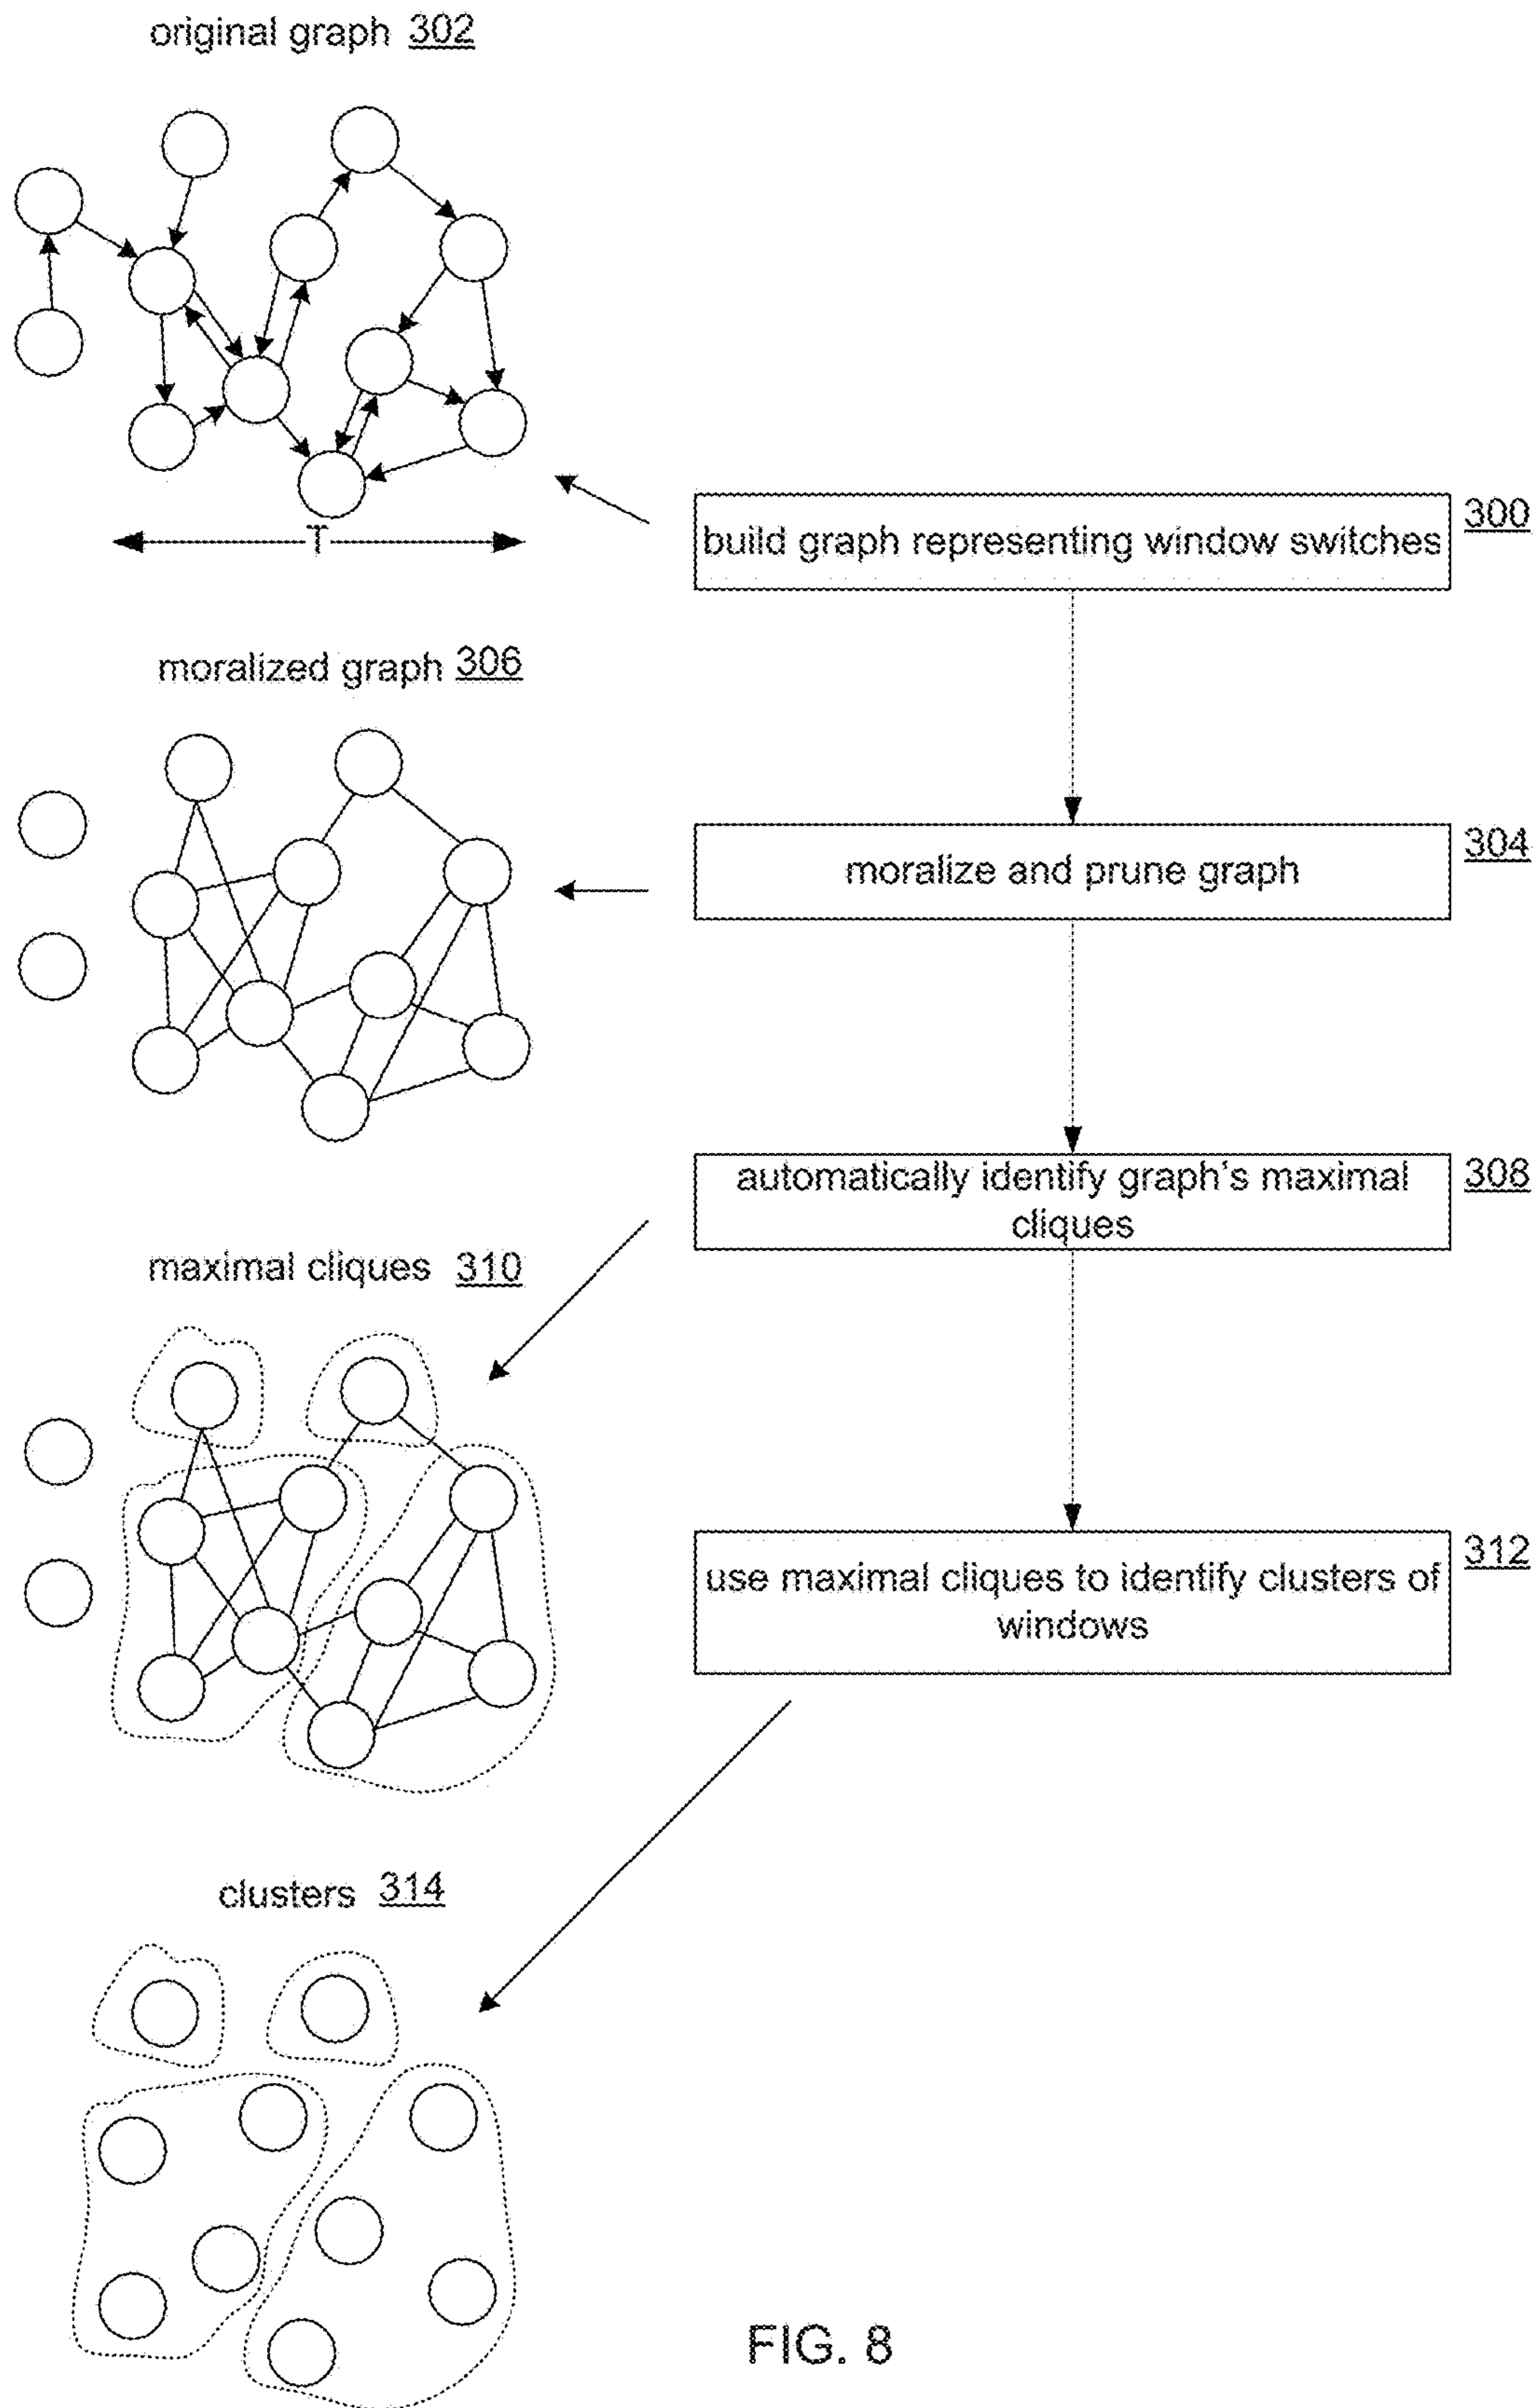 original graph 302
T
build graph representing window switches
300
moralized graph 306
moralize and prune graph
304
automatically identify graph's maximal
cliques
308
maximal cliques 310
use maximal cliques to identify clusters of
windows
312
clusters 314
FIG. 8